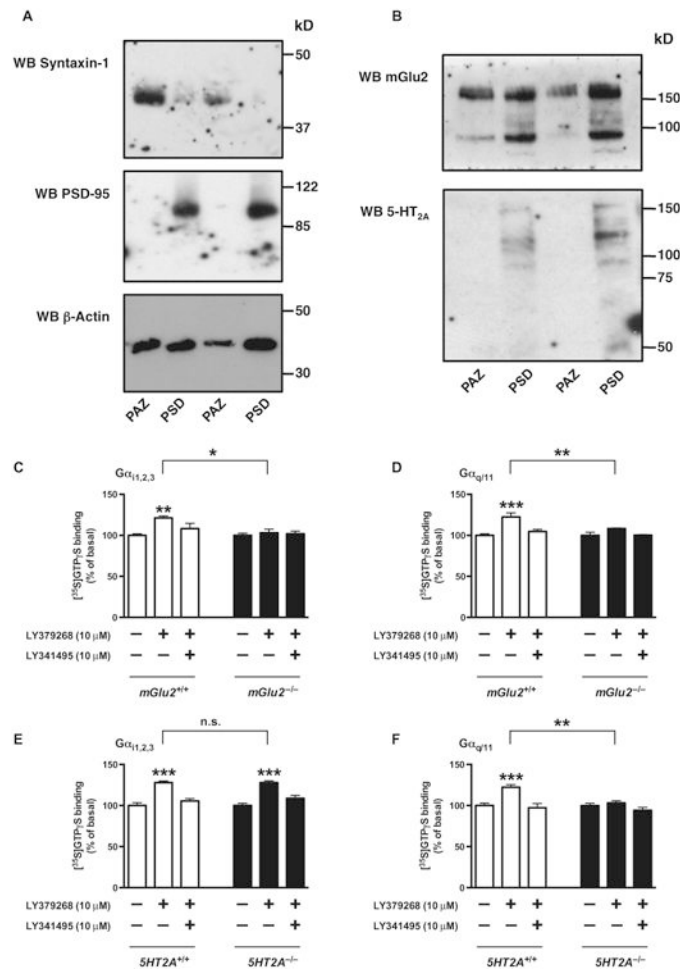 A
kD
WB Syntaxin-1
50
37
WB PSD-95
122
85
WB β-Actin
50
30
PAZ PSD PAZ PSD
B
kD
WB mGlu2
150
100
WB 5-HT2A
150
100
75
50
PAZ PSD PAZ PSD
C
Gαi1,2,3
*
**
[35S]GTPγS binding
(% of basal)
150
100
50
0
LY379268 (10 μM) – + + – + +
LY341495 (10 μM) – – + – – +
mGlu2+/+ mGlu2–/–
D
Gαq/11
**
***
[35S]GTPγS binding
(% of basal)
150
100
50
0
LY379268 (10 μM) – + + – + +
LY341495 (10 μM) – – + – – +
mGlu2+/+ mGlu2–/–
E
Gαi1,2,3
n.s.
*** ***
[35S]GTPγS binding
(% of basal)
150
100
50
0
LY379268 (10 μM) – + + – + +
LY341495 (10 μM) – – + – – +
5HT2A+/+ 5HT2A–/–
F
Gαq/11
**
***
[35S]GTPγS binding
(% of basal)
150
100
50
0
LY379268 (10 μM) – + + – + +
LY341495 (10 μM) – – + – – +
5HT2A+/+ 5HT2A–/–